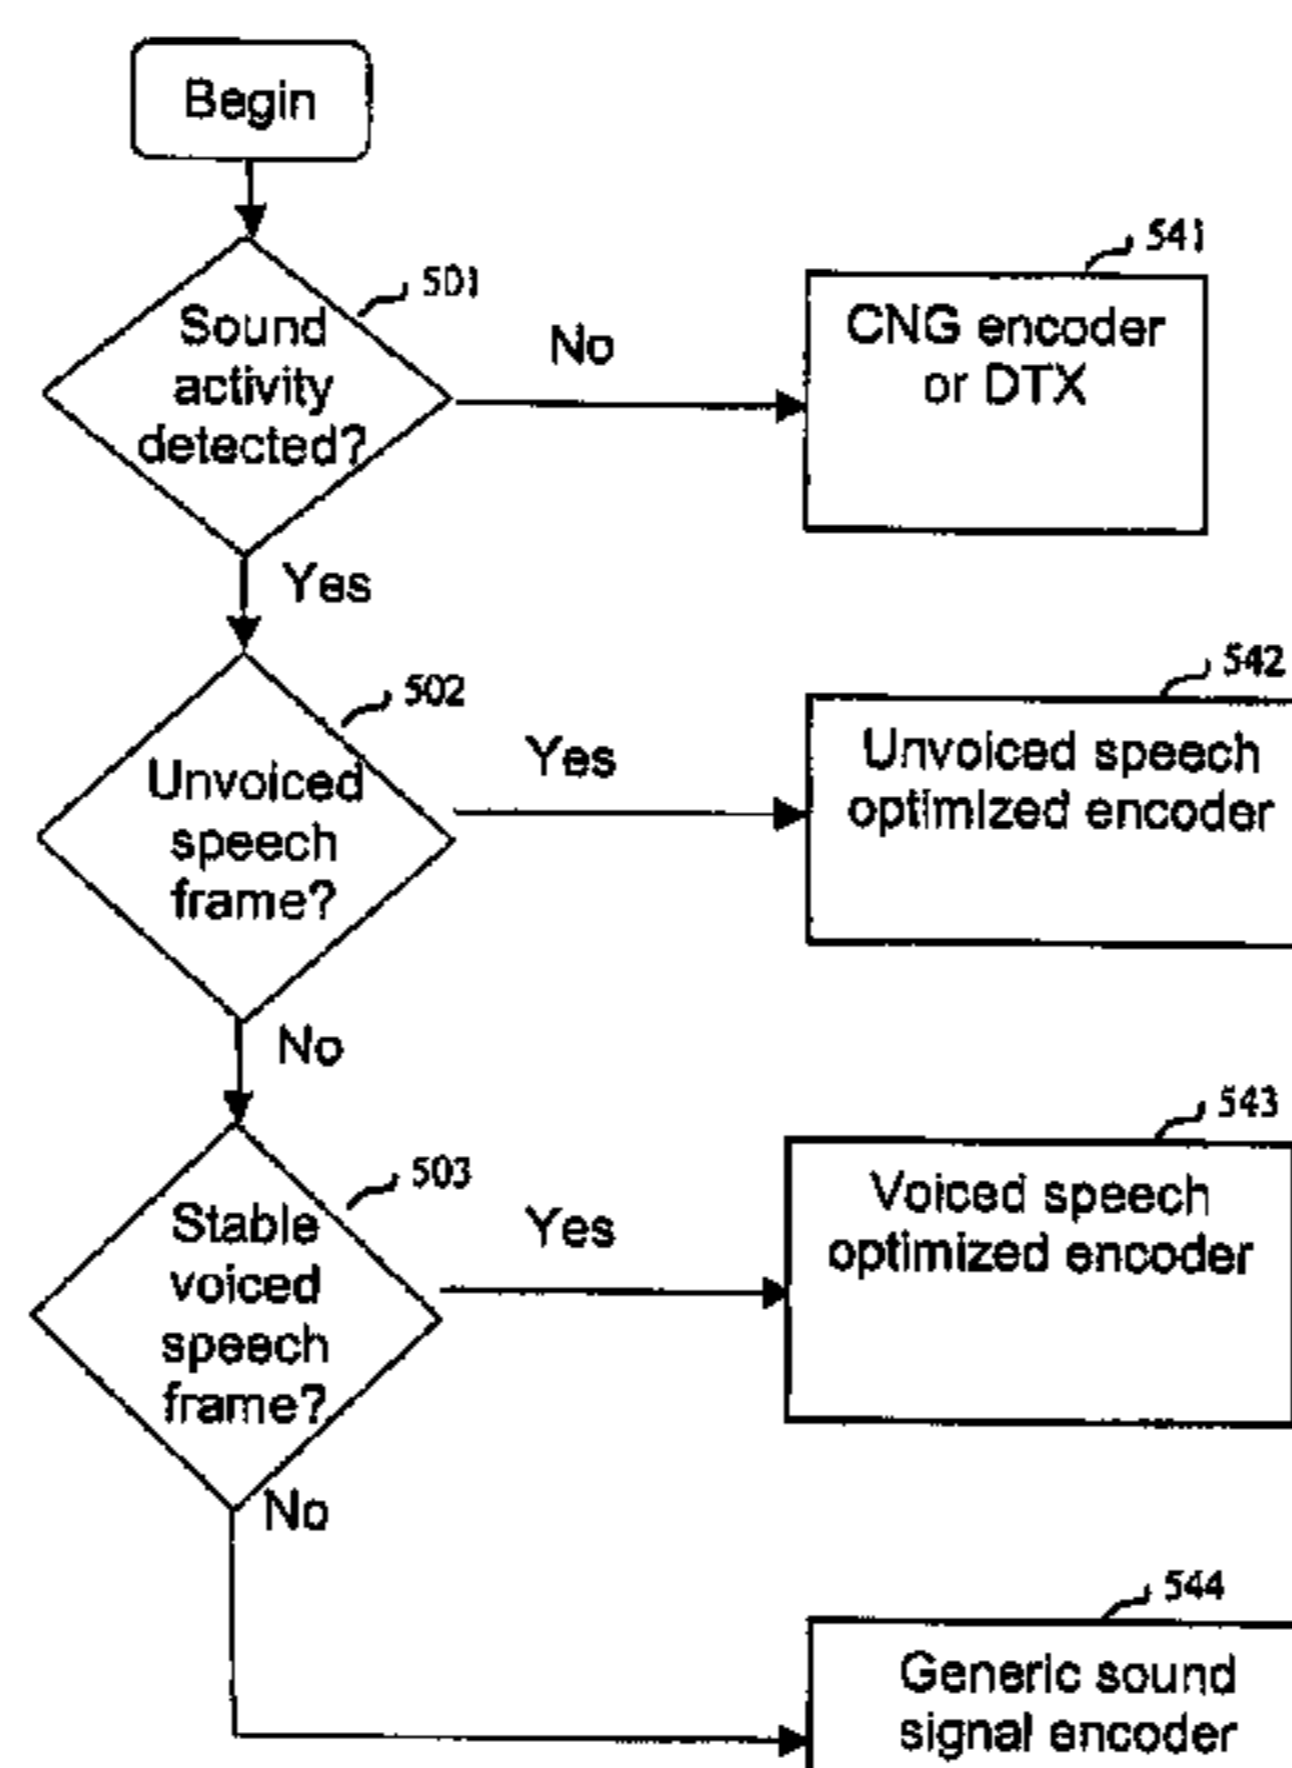 Begin
501
Sound
activity
detected?
No
541
CNG encoder
or DTX
Yes
502
Unvoiced
speech
frame?
Yes
542
Unvoiced speech
optimized encoder
No
503
Stable
voiced
speech
frame?
Yes
543
Voiced speech
optimized encoder
No
544
Generic sound
signal encoder